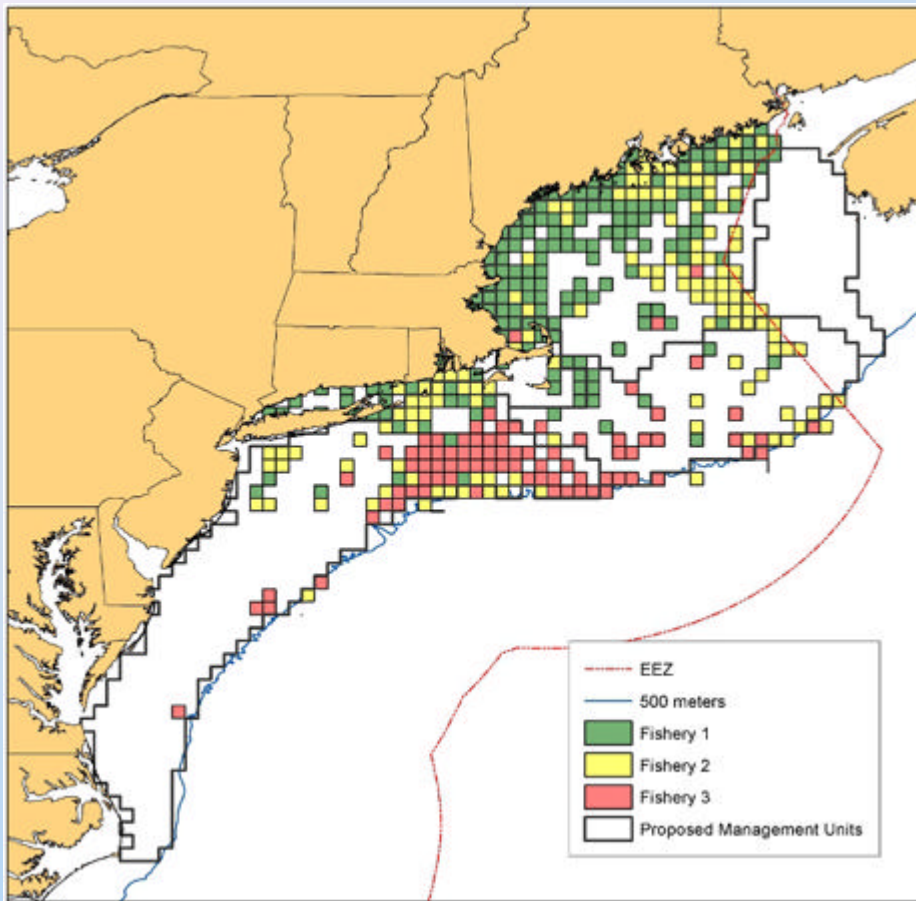 EEZ
500 meters
Fishery 1
Fishery 2
Fishery 3
Proposed Management Units